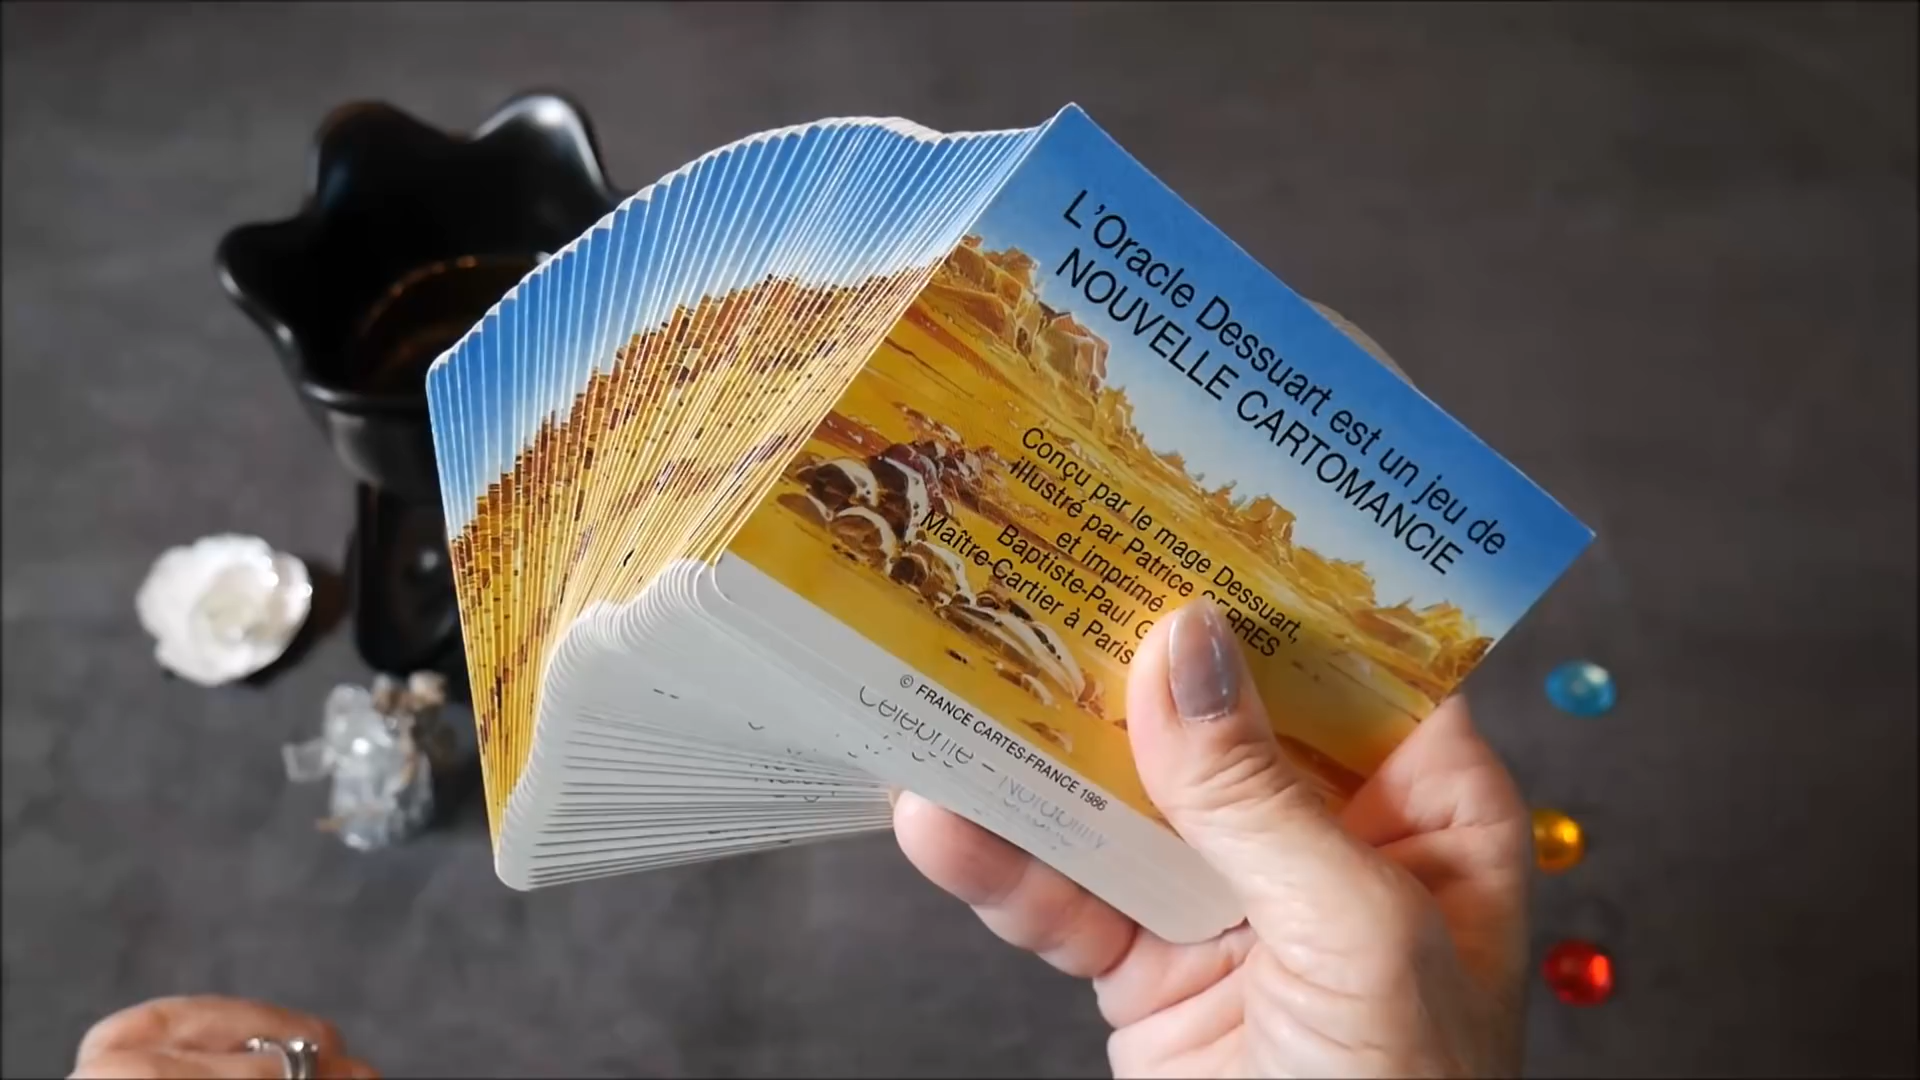 L'Oracle Dessuart est un jeu de
NOUVELLE CARTOMANCIE
Conçu par le mage Dessuart,
illustré par Patrice
et imprimé
Baptiste-Paul
Maître-Cartier à Paris
© FRANCE CARTES-FRANCE 1986